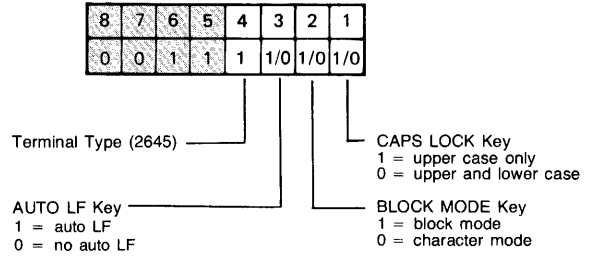 8 7 6 5 4 3 2 1
0 0 1 1 1 1/0 1/0 1/0
Terminal Type (2645)
CAPS LOCK Key
1 = upper case only
0 = upper and lower case
AUTO LF Key
1 = auto LF
0 = no auto LF
BLOCK MODE Key
1 = block mode
0 = character mode